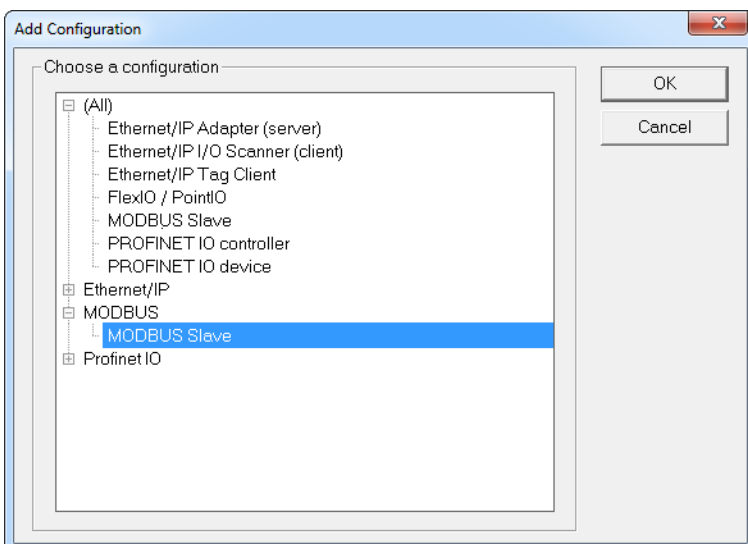 Add Configuration
Choose a configuration
OK
Cancel
(All)
Ethernet/IP Adapter (server)
Ethernet/IP I/O Scanner (client)
Ethernet/IP Tag Client
FlexIO / PointIO
MODBUS Slave
PROFINET IO controller
PROFINET IO device
Ethernet/IP
MODBUS
MODBUS Slave
Profinet IO